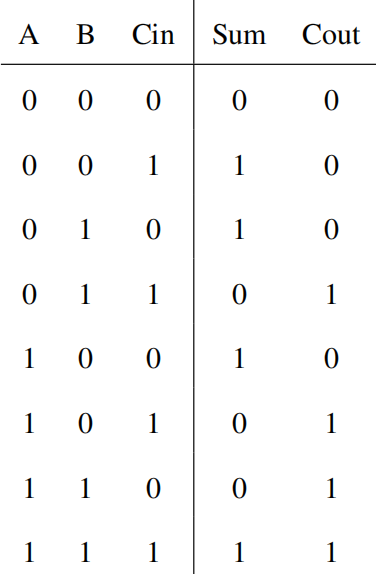 A B Cin Sum Cout
0 0 0 0 0
0 0 1 1 0
0 1 0 1 0
0 1 1 0 1
1 0 0 1 0
1 0 1 0 1
1 1 0 0 1
1 1 1 1 1